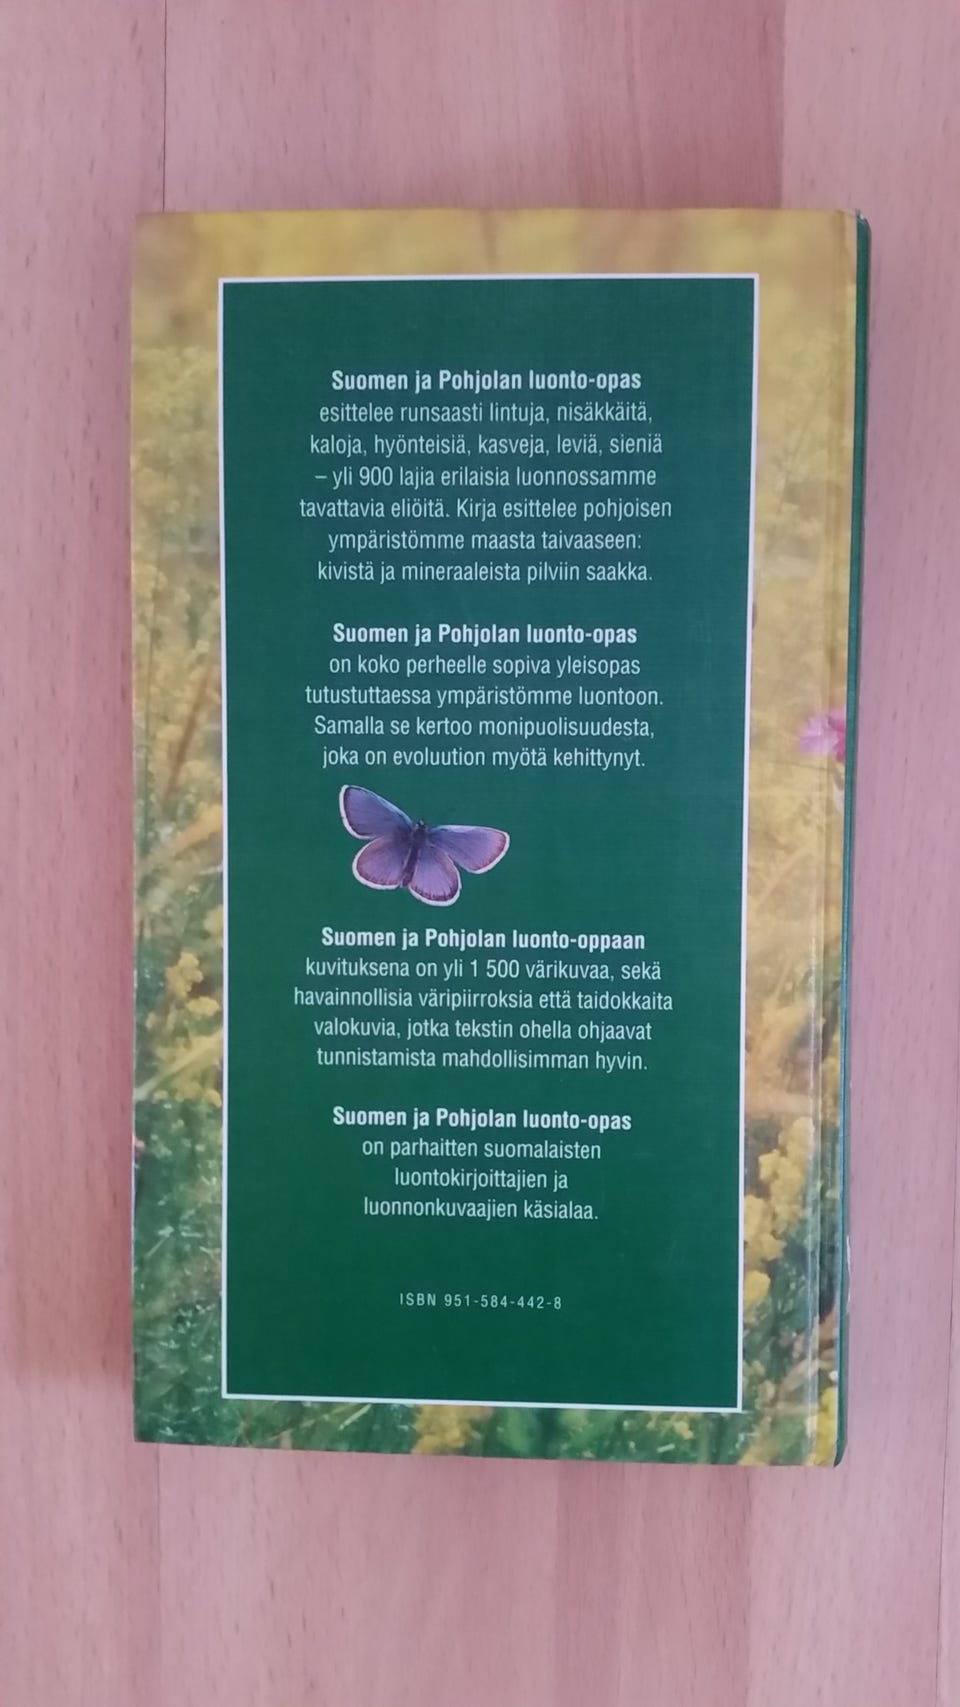 Suomen ja Pohjolan luonto-opas
esittelee runsaasti lintuja, nisäkkäitä,
kaloja, hyönteisiä, kasveja, leviä, sieniä
– yli 900 lajia erilaisia luonnossamme
tavattavia eliöitä. Kirja esittelee pohjoisen
ympäristömme maasta taivaaseen:
kivistä ja mineraaleista pilviin saakka.
Suomen ja Pohjolan luonto-opas
on koko perheelle sopiva yleisopas
tutustuttaessa ympäristömme luontoon.
Samalla se kertoo monipuolisuudesta,
joka on evoluution myötä kehittynyt.
Suomen ja Pohjolan luonto-oppaan
kuvituksena on yli 1 500 värikuvaa, sekä
havainnollisia väripiirroksia että taidokkaita
valokuvia, jotka tekstin ohella ohjaavat
tunnistamista mahdollisimman hyvin.
Suomen ja Pohjolan luonto-opas
on parhaitten suomalaisten
luontokirjoittajien ja
luonnonkuvaajien käsialaa.
ISBN 951-584-442-8